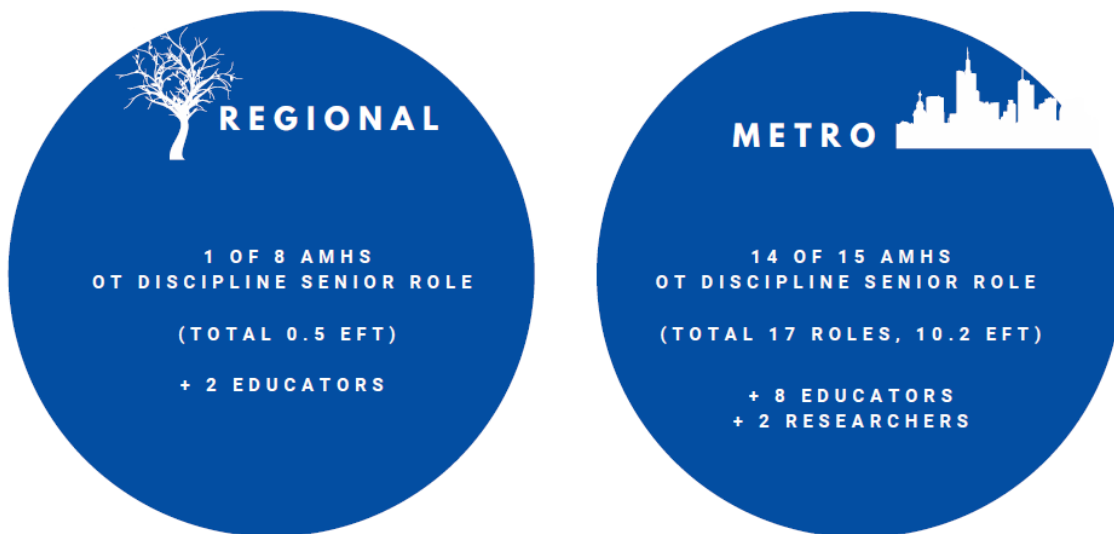 REGIONAL
1 OF 8 AMHS
OT DISCIPLINE SENIOR ROLE
(TOTAL 0.5 EFT)
+ 2 EDUCATORS
METRO
14 OF 15 AMHS
OT DISCIPLINE SENIOR ROLE
(TOTAL 17 ROLES, 10.2 EFT)
+ 8 EDUCATORS
+ 2 RESEARCHERS